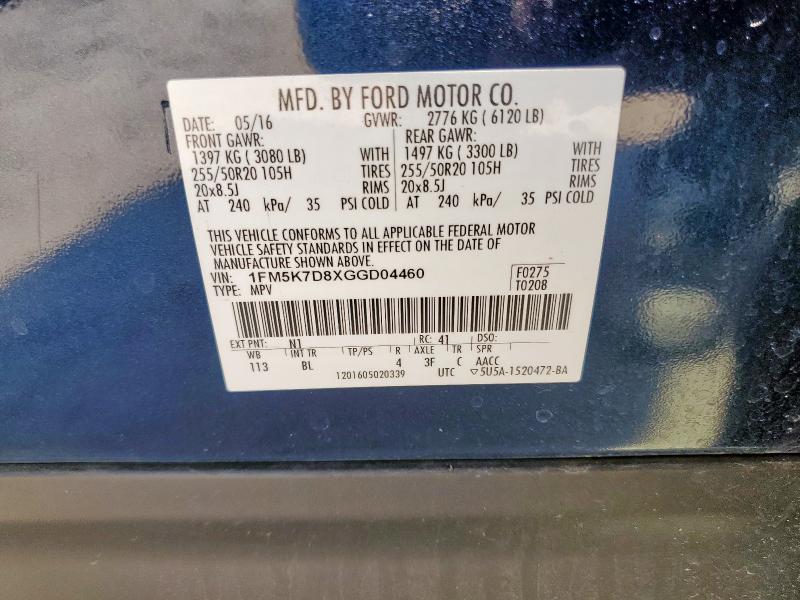 MFD. BY FORD MOTOR CO.
DATE: 05/16 GVWR: 2776 KG ( 6120 LB)
FRONT GAWR: REAR GAWR:
1397 KG ( 3080 LB) WITH 1497 KG ( 3300 LB) WITH
255/50R20 105H TIRES 255/50R20 105H TIRES
20x8.5J RIMS 20x8.5J RIMS
AT 240 kPa/ 35 PSI COLD AT 240 kPa/ 35 PSI COLD
THIS VEHICLE CONFORMS TO ALL APPLICABLE FEDERAL MOTOR
VEHICLE SAFETY STANDARDS IN EFFECT ON THE DATE OF
MANUFACTURE SHOWN ABOVE.
VIN: 1FM5K7D8XGGD04460 F0275
TYPE: MPV T0208
EXT PNT: N1 RC: 41 DSO:
WB INT TR TP/PS R AXLE TR SPR
113 BL 4 3F C AACC
1201605020339 UTC ▽5U5A-1520472-BA